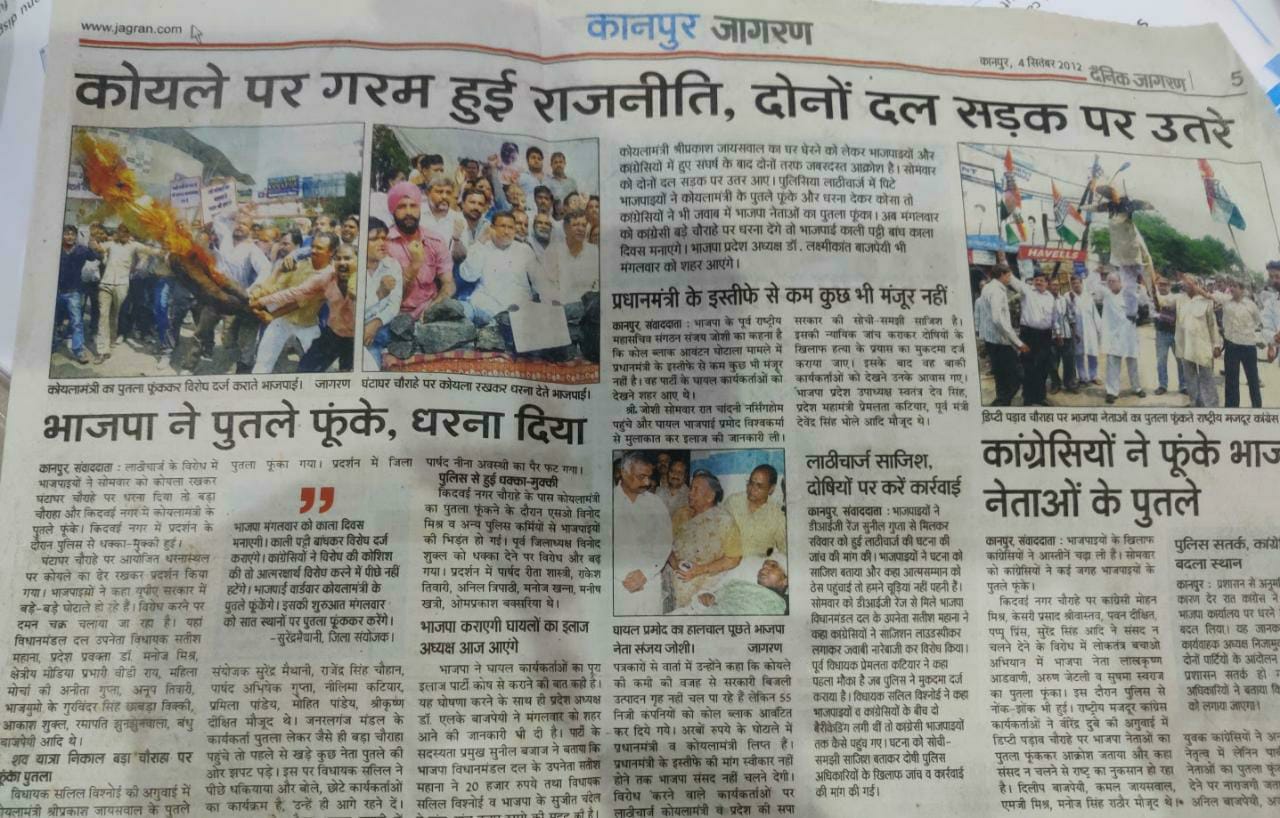 www.jagran.com
कानपुर जागरण
कानपुर, 4 सितंबर 2012 दैनिक जागरण 5
कोयले पर गरम हुई राजनीति, दोनों दल सड़क पर उतरे
कोयलामंत्री का पुतला फूंककर विरोध दर्ज कराते भाजपाई। जागरण
घंटाघर चौराहे पर कोयला रखकर धरना देते भाजपाई।
कोयलामंत्री श्रीप्रकाश जायसवाल का घर घेरने को लेकर भाजपाइयों और
कांग्रेसियों में हुए संघर्ष के बाद दोनों तरफ जबरदस्त आक्रोश है। सोमवार
को दोनों दल सड़क पर उतर आए। पुलिसिया लाठीचार्ज में पिटे
भाजपाइयों ने कोयलामंत्री के पुतले फूंके और धरना देकर कोसा तो
कांग्रेसियों ने भी जवाब में भाजपा नेताओं का पुतला फूंका। अब मंगलवार
को कांग्रेसी बड़े चौराहे पर धरना देंगे तो भाजपाई काली पट्टी बांध काला
दिवस मनाएंगे। भाजपा प्रदेश अध्यक्ष डॉ. लक्ष्मीकांत बाजपेयी भी
मंगलवार को शहर आएंगे।
HAVELLS
डिप्टी पड़ाव चौराहा पर भाजपा नेताओं का पुतला फूंकते राष्ट्रीय मजदूर कांग्रेस
भाजपा ने पुतले फूंके, धरना दिया
कानपुर, संवाददाता : लाठीचार्ज के विरोध में
भाजपाइयों ने सोमवार को कोयला रखकर
घंटाघर चौराहे पर धरना दिया तो बड़ा
चौराहा और किदवई नगर में कोयलामंत्री के
पुतले फूंके। किदवई नगर में प्रदर्शन के
दौरान पुलिस से धक्का-मुक्की हुई।
घंटाघर चौराहे पर आयोजित धरनास्थल
पर कोयले का ढेर रखकर प्रदर्शन किया
गया। भाजपाइयों ने कहा यूपीए सरकार में
बड़े-बड़े घोटाले हो रहे हैं। विरोध करने पर
दमन चक्र चलाया जा रहा है। यहां
विधानमंडल दल उपनेता विधायक सतीश
महाना, प्रदेश प्रवक्ता डॉ. मनोज मिश्र,
क्षेत्रीय मीडिया प्रभारी वीडी राय, महिला
मोर्चा की अनीता गुप्ता, अनूप तिवारी,
भाजयुमो के गुरविंदर सिंह छाबड़ा विक्की,
आकाश शुक्ल, रमापति झुनझुनवाला, बंधु
बाजपेयी आदि थे।
शव यात्रा निकाल बड़ा चौराहा पर
फूंका पुतला
विधायक सलिल विश्नोई की अगुवाई में
कोयलामंत्री श्रीप्रकाश जायसवाल के पुतले
पुतला फूंका गया। प्रदर्शन में जिला
भाजपा मंगलवार को काला दिवस
मनाएगी। काली पट्टी बांधकर विरोध दर्ज
कराएंगे। कांग्रेसियों ने विरोध की कोशिश
की तो आत्मरक्षार्थ विरोध करने में पीछे नहीं
हटेंगे। भाजपाई वार्डवार कोयलामंत्री के
पुतले फूंकेंगे। इसकी शुरुआत मंगलवार
को सात स्थानों पर पुतला फूंककर करेंगे।
-सुरेंद्र मैथानी, जिला संयोजक।
संयोजक सुरेंद्र मैथानी, राजेंद्र सिंह चौहान,
पार्षद अभिषेक गुप्ता, नीलिमा कटियार,
प्रमिला पांडेय, मोहित पांडेय, श्रीकृष्ण
दीक्षित मौजूद थे। जनरलगंज मंडल के
कार्यकर्ता पुतला लेकर जैसे ही बड़ा चौराहा
पहुंचे तो पहले से खड़े कुछ नेता पुतले की
ओर झपट पड़े। इस पर विधायक सलिल ने
पीछे धकियाया और बोले, छोटे कार्यकर्ताओं
का कार्यक्रम है, उन्हें ही आगे रहने दें।
पार्षद नीना अवस्थी का पैर फट गया।
पुलिस से हुई धक्का-मुक्की
किदवई नगर चौराहे के पास कोयलामंत्री
का पुतला फूंकने के दौरान एसओ विनोद
मिश्र व अन्य पुलिस कर्मियों से भाजपाइयों
की भिड़ंत हो गई। पूर्व जिलाध्यक्ष विनोद
शुक्ल को धक्का देने पर विरोध और बढ़
गया। प्रदर्शन में पार्षद रीता शास्त्री, राकेश
तिवारी, अनिल त्रिपाठी, मनोज खन्ना, मनीष
खत्री, ओमप्रकाश बक्सरिया थे।
भाजपा कराएगी घायलों का इलाज
अध्यक्ष आज आएंगे
भाजपा ने घायल कार्यकर्ताओं का पूरा
इलाज पार्टी कोष से कराने की बात कही है।
यह घोषणा करने के साथ ही प्रदेश अध्यक्ष
डॉ. एलके बाजपेयी ने मंगलवार को शहर
आने की जानकारी भी दी है। पार्टी के
सदस्यता प्रमुख सुनील बजाज ने बताया कि
भाजपा विधानमंडल दल के उपनेता सतीश
महाना ने 20 हजार रुपये तथा विधायक
सलिल विश्नोई व भाजपा के सुजीत चंदेल
प्रधानमंत्री के इस्तीफे से कम कुछ भी मंजूर नहीं
कानपुर, संवाददाता : भाजपा के पूर्व राष्ट्रीय
महासचिव संगठन संजय जोशी का कहना है
कि कोल ब्लाक आवंटन घोटाला मामले में
प्रधानमंत्री के इस्तीफे से कम कुछ भी मंजूर
नहीं है। वह पार्टी के घायल कार्यकर्ताओं को
देखने शहर आए थे।
श्री जोशी सोमवार रात चांदनी नर्सिंगहोम
पहुंचे और घायल भाजपाई प्रमोद विश्वकर्मा
से मुलाकात कर इलाज की जानकारी ली।
घायल प्रमोद का हालचाल पूछते भाजपा
नेता संजय जोशी। जागरण
पत्रकारों से वार्ता में उन्होंने कहा कि कोयले
की कमी की वजह से सरकारी बिजली
उत्पादन गृह नहीं चल पा रहे हैं लेकिन 55
निजी कंपनियों को कोल ब्लाक आवंटित
कर दिये गये। अरबों रुपये के घोटाले में
प्रधानमंत्री व कोयलामंत्री लिप्त हैं।
प्रधानमंत्री के इस्तीफे की मांग स्वीकार नहीं
होने तक भाजपा संसद नहीं चलने देगी।
विरोध करने वाले कार्यकर्ताओं पर
लाठीचार्ज कोयलामंत्री व प्रदेश की सपा
सरकार की सोची-समझी साजिश है।
इसकी न्यायिक जांच कराकर दोषियों के
खिलाफ हत्या के प्रयास का मुकदमा दर्ज
कराया जाए। इसके बाद वह बाकी
कार्यकर्ताओं को देखने उनके आवास गए।
भाजपा प्रदेश उपाध्यक्ष स्वतंत्र देव सिंह,
प्रदेश महामंत्री प्रेमलता कटियार, पूर्व मंत्री
देवेंद्र सिंह भोले आदि मौजूद थे।
लाठीचार्ज साजिश,
दोषियों पर करें कार्रवाई
कानपुर, संवाददाता : भाजपाइयों ने
डीआईजी रेंज सुनील गुप्ता से मिलकर
रविवार को हुई लाठीचार्ज की घटना की
जांच की मांग की। भाजपाइयों ने घटना को
साजिश बताया और कहा आत्मसम्मान को
ठेस पहुंचाई तो हमने चूड़िया नहीं पहनी हैं।
सोमवार को डीआईजी रेंज से मिले भाजपा
विधानमंडल दल के उपनेता सतीश महाना ने
कहा कांग्रेसियों ने साजिशन लाउडस्पीकर
लगाकर जवाबी नारेबाजी कर विरोध किया।
पूर्व विधायक प्रेमलता कटियार ने कहा
पहला मौका है जब पुलिस ने मुकदमा दर्ज
कराया है। विधायक सलिल विश्नोई ने कहा
भाजपाइयों व कांग्रेसियों के बीच दो
बैरीकेडिंग लगी थीं तो कांग्रेसी भाजपाइयों
तक कैसे पहुंच गए। घटना को सोची-
समझी साजिश बताकर दोषी पुलिस
अधिकारियों के खिलाफ जांच व कार्रवाई
की मांग की गई।
कांग्रेसियों ने फूंके भाज
नेताओं के पुतले
कानपुर, संवाददाता : भाजपाइयों के खिलाफ
कांग्रेसियों ने आस्तीनें चढ़ा ली हैं। सोमवार
को कांग्रेसियों ने कई जगह भाजपाइयों के
पुतले फूंके।
किदवई नगर चौराहे पर कांग्रेसी मोहन
मिश्र, केसरी प्रसाद श्रीवास्तव, पवन दीक्षित,
पप्पू प्रिंस, सुरेंद्र सिंह आदि ने संसद न
चलने देने के विरोध में लोकतंत्र बचाओ
अभियान में भाजपा नेता लालकृष्ण
आडवाणी, अरुण जेटली व सुषमा स्वराज
का पुतला फूंका। इस दौरान पुलिस से
नोंक-झोंक भी हुई। राष्ट्रीय मजदूर कांग्रेस
कार्यकर्ताओं ने वीरेंद्र दुबे की अगुवाई में
डिप्टी पड़ाव चौराहे पर भाजपा नेताओं का
पुतला फूंककर आक्रोश जताया और कहा
संसद न चलने से राष्ट्र का नुकसान हो रहा
है। दिलीप बाजपेयी, कमल जायसवाल,
एमजी मिश्र, मनोज सिंह राठौर मौजूद थे।
पुलिस सतर्क, कांग्रे
बदला स्थान
कानपुर : प्रशासन से अनुम
कारण देर रात कांग्रेस ने
भाजपा कार्यालय पर घेरने
बदल लिया। यह जानक
कार्यवाहक अध्यक्ष निजामु
दोनों पार्टियों के आंदोलन
प्रशासन सतर्क हो ग
अधिकारियों ने बताया कि
को लगाया जाएगा।
युवक कांग्रेसियों ने अ
नेतृत्व में लेनिन पार्
नेताओं का पुतला फूं
देने पर नाराजगी जत
अनिल बाजपेयी, अ